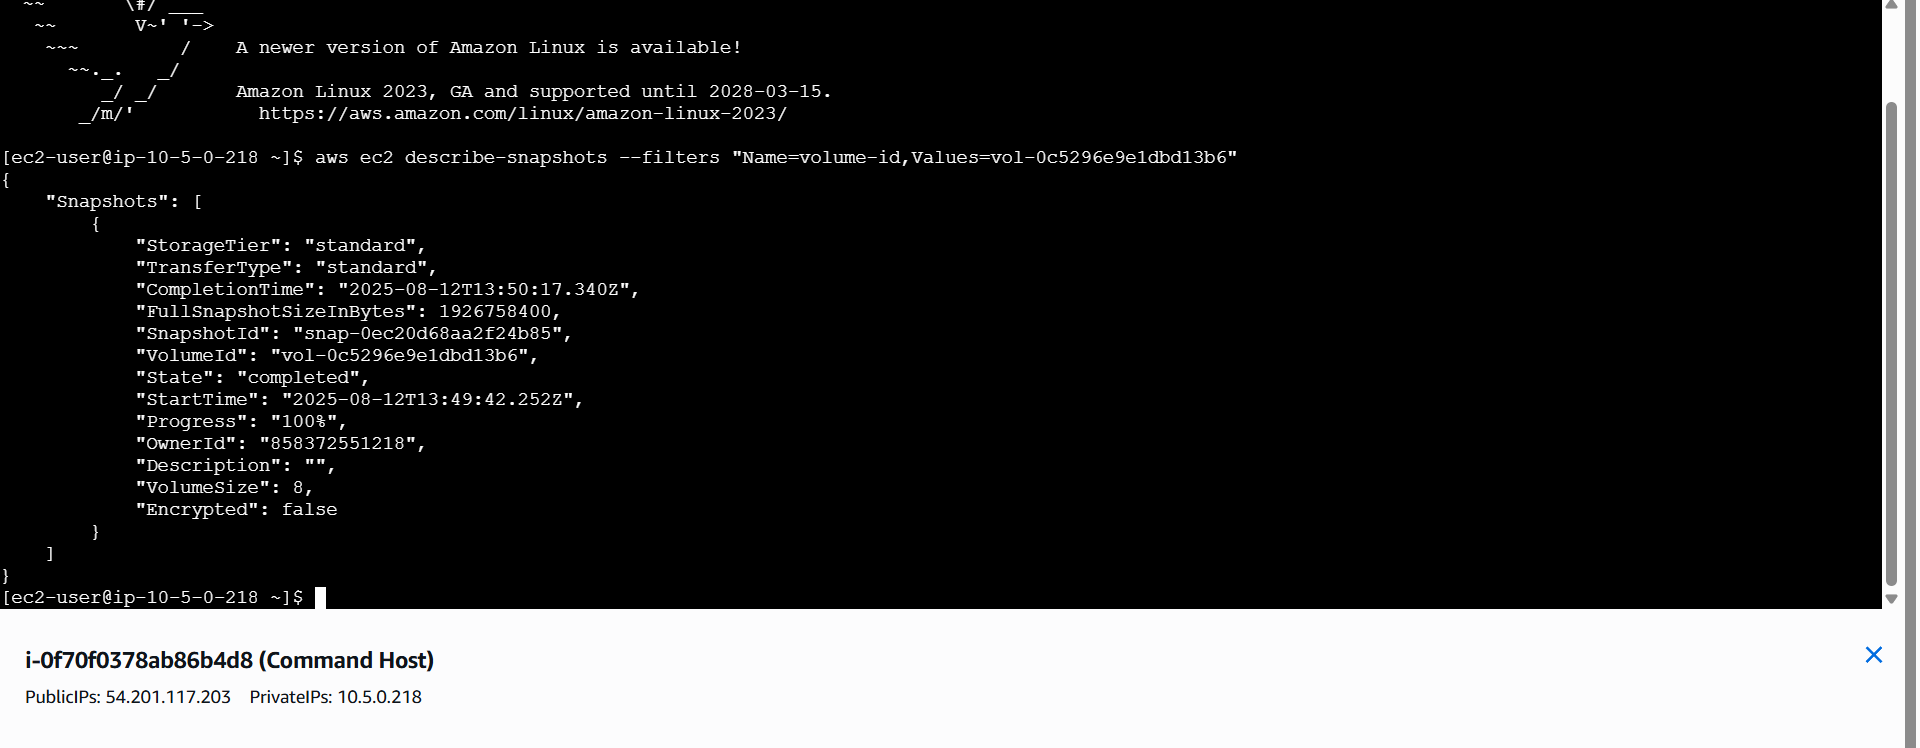 ~~       \#/ ___
   ~~       V~' '->
    ~~~         /    A newer version of Amazon Linux is available!
      ~~._.   _/
         _/ _/       Amazon Linux 2023, GA and supported until 2028-03-15.
       _/m/'           https://aws.amazon.com/linux/amazon-linux-2023/
[ec2-user@ip-10-5-0-218 ~]$ aws ec2 describe-snapshots --filters "Name=volume-id,Values=vol-0c5296e9e1dbd13b6"
{
    "Snapshots": [
        {
            "StorageTier": "standard",
            "TransferType": "standard",
            "CompletionTime": "2025-08-12T13:50:17.340Z",
            "FullSnapshotSizeInBytes": 1926758400,
            "SnapshotId": "snap-0ec20d68aa2f24b85",
            "VolumeId": "vol-0c5296e9e1dbd13b6",
            "State": "completed",
            "StartTime": "2025-08-12T13:49:42.252Z",
            "Progress": "100%",
            "OwnerId": "858372551218",
            "Description": "",
            "VolumeSize": 8,
            "Encrypted": false
        }
    ]
}
[ec2-user@ip-10-5-0-218 ~]$
i-0f70f0378ab86b4d8 (Command Host)
PublicIPs: 54.201.117.203    PrivateIPs: 10.5.0.218